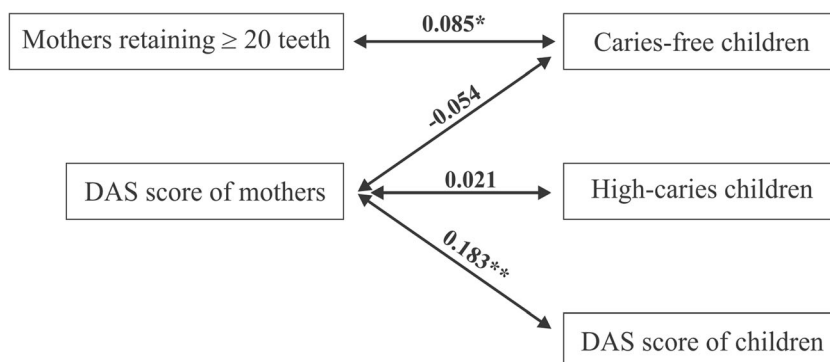 Mothers retaining ≥ 20 teeth
0.085*
Caries-free children
-0.054
DAS score of mothers
0.021
High-caries children
0.183**
DAS score of children